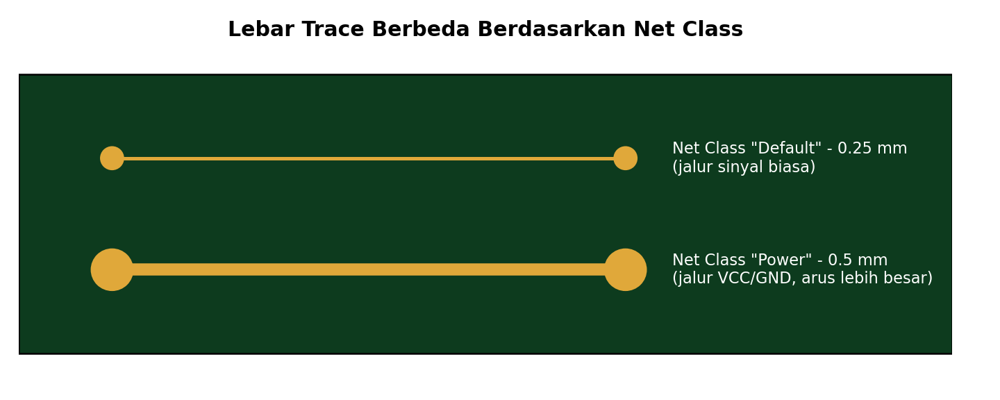 Lebar Trace Berbeda Berdasarkan Net Class
Net Class "Default" - 0.25 mm
(jalur sinyal biasa)
Net Class "Power" - 0.5 mm
(jalur VCC/GND, arus lebih besar)